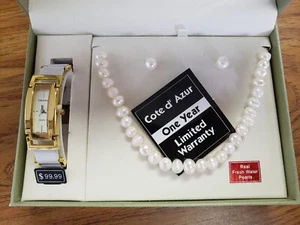 Cote d' Azur
One Year
Limited
Warranty
$99.99
Real
Fresh Water
Pearls